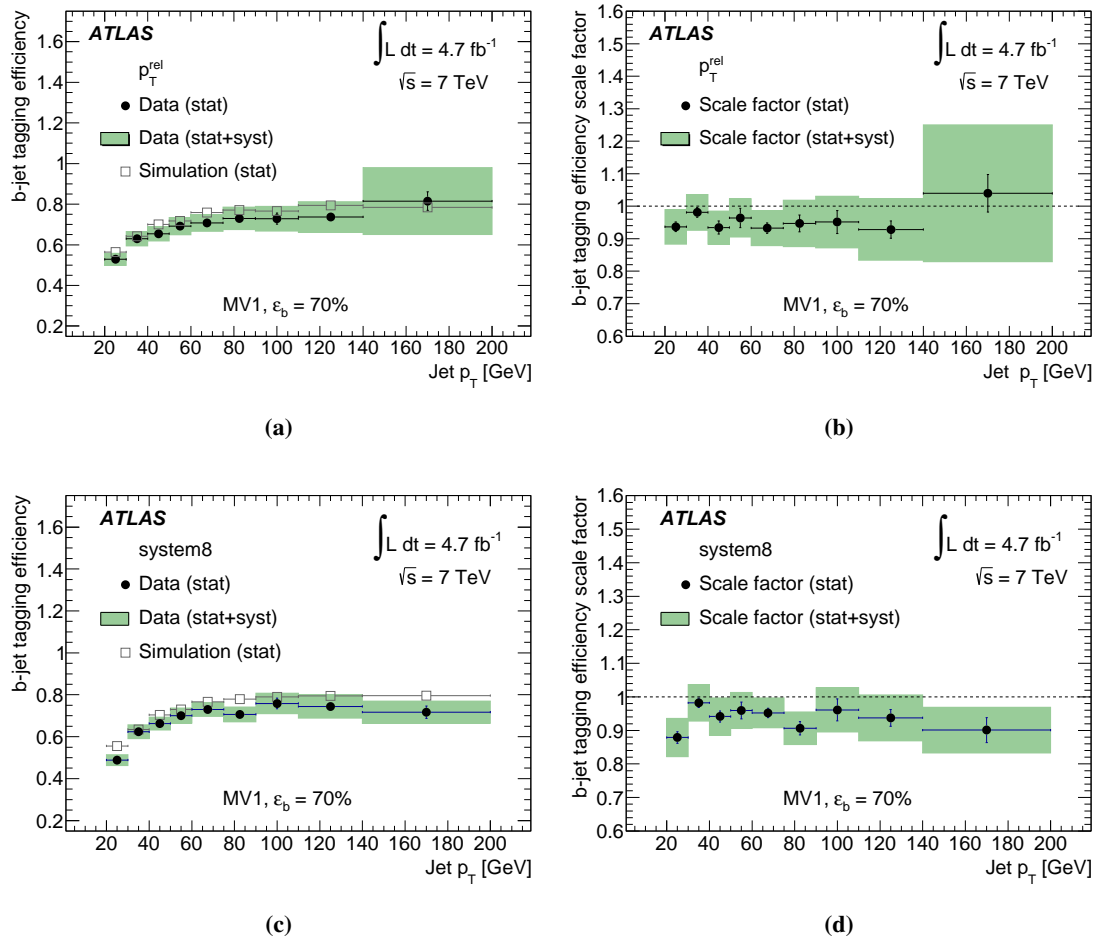 b-jet tagging efficiency
1.6
1.4
1.2
1
0.8
0.6
0.4
0.2
ATLAS
∫ L dt = 4.7 fb⁻¹
√s = 7 TeV
p_T^rel
Data (stat)
Data (stat+syst)
Simulation (stat)
MV1, ε_b = 70%
20 40 60 80 100 120 140 160 180 200
Jet p_T [GeV]
(a)
b-jet tagging efficiency scale factor
1.6
1.5
1.4
1.3
1.2
1.1
1
0.9
0.8
0.7
0.6
ATLAS
∫ L dt = 4.7 fb⁻¹
√s = 7 TeV
p_T^rel
Scale factor (stat)
Scale factor (stat+syst)
MV1, ε_b = 70%
20 40 60 80 100 120 140 160 180 200
Jet p_T [GeV]
(b)
b-jet tagging efficiency
1.6
1.4
1.2
1
0.8
0.6
0.4
0.2
ATLAS
∫ L dt = 4.7 fb⁻¹
√s = 7 TeV
system8
Data (stat)
Data (stat+syst)
Simulation (stat)
MV1, ε_b = 70%
20 40 60 80 100 120 140 160 180 200
Jet p_T [GeV]
(c)
b-jet tagging efficiency scale factor
1.6
1.5
1.4
1.3
1.2
1.1
1
0.9
0.8
0.7
0.6
ATLAS
∫ L dt = 4.7 fb⁻¹
√s = 7 TeV
system8
Scale factor (stat)
Scale factor (stat+syst)
MV1, ε_b = 70%
20 40 60 80 100 120 140 160 180 200
Jet p_T [GeV]
(d)